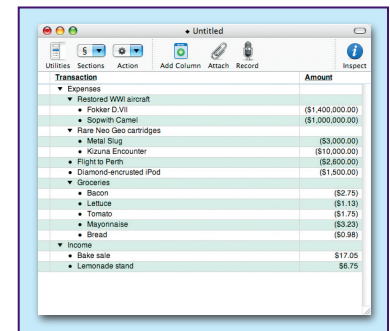 Untitled
Utilities Sections Action Add Column Attach Record Inspect
Transaction Amount
Expenses
Restored WWI aircraft
Fokker D.VII ($1,400,000.00)
Sopwith Camel ($1,000,000.00)
Rare Neo Geo cartridges
Metal Slug ($3,000.00)
Kizuna Encounter ($10,000.00)
Flight to Perth ($2,600.00)
Diamond-encrusted iPod ($1,500.00)
Groceries
Bacon ($2.75)
Lettuce ($1.13)
Tomato ($1.75)
Mayonnaise ($3.23)
Bread ($0.98)
Income
Bake sale $17.05
Lemonade stand $6.75